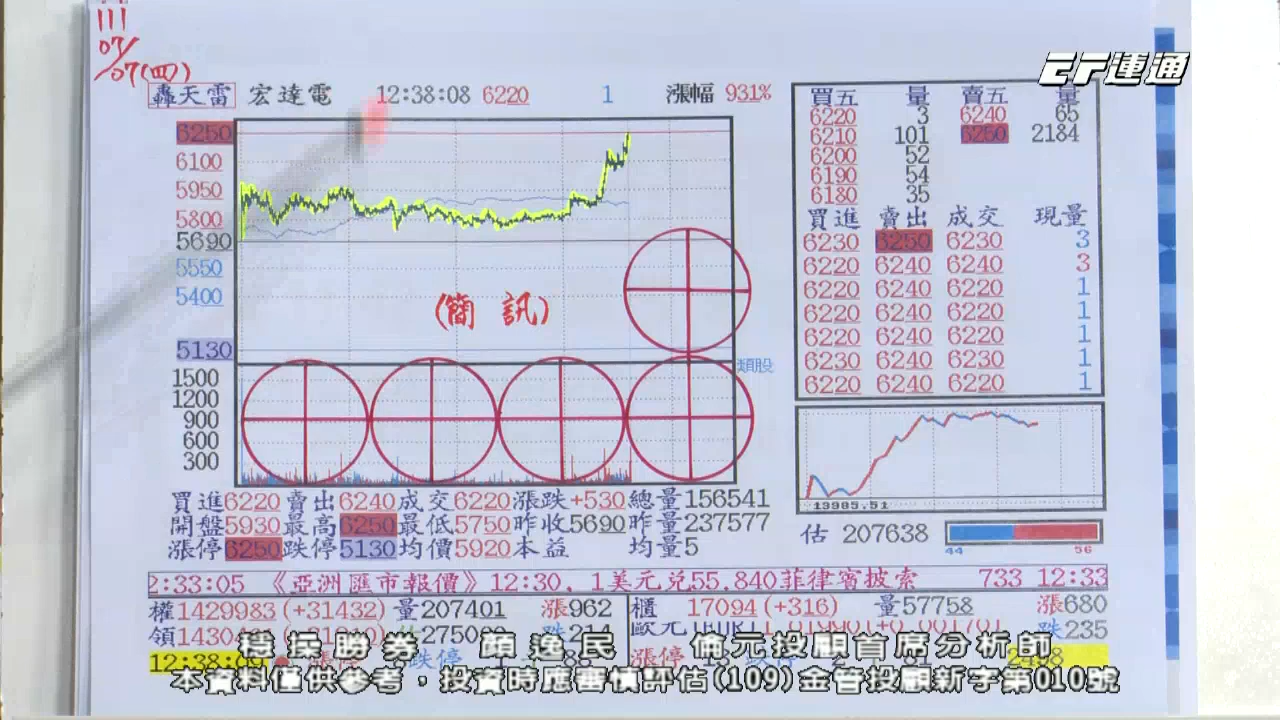 111
07/
07(四)
運通
轟天雷 宏達電 12:38:08 6220 1 漲幅 931%
6250
6100
5950
5800
5690
5550
5400
5130
1500
1200
900
600
300
(簡訊)
類股
買五 量 賣五 量
6220 3 6240 65
6210 101 6250 2184
6200 52
6190 54
6180 35
買進 賣出 成交 現量
6230 6250 6230 3
6220 6240 6240 3
6220 6240 6220 1
6220 6240 6220 1
6220 6240 6220 1
6230 6240 6230 1
6220 6240 6220 1
13985.51
估 207638
44 56
買進6220 賣出6240 成交6220 漲跌+530 總量156541
開盤5930 最高6250 最低5750 昨收5690 昨量237577
漲停6250 跌停5130 均價5920 本益 均量5
2:33:05 《亞洲匯市報價》12:30, 1美元兌55.840菲律賓披索 733 12:33
權1429983(+31432) 量207401 漲962 櫃 17094(+316) 量57758 漲680
跌235
12:38:09
穩操勝券 顏逸民 倫元投顧首席分析師
本資料僅供參考，投資時應審慎評估(109)金管投顧新字第010號